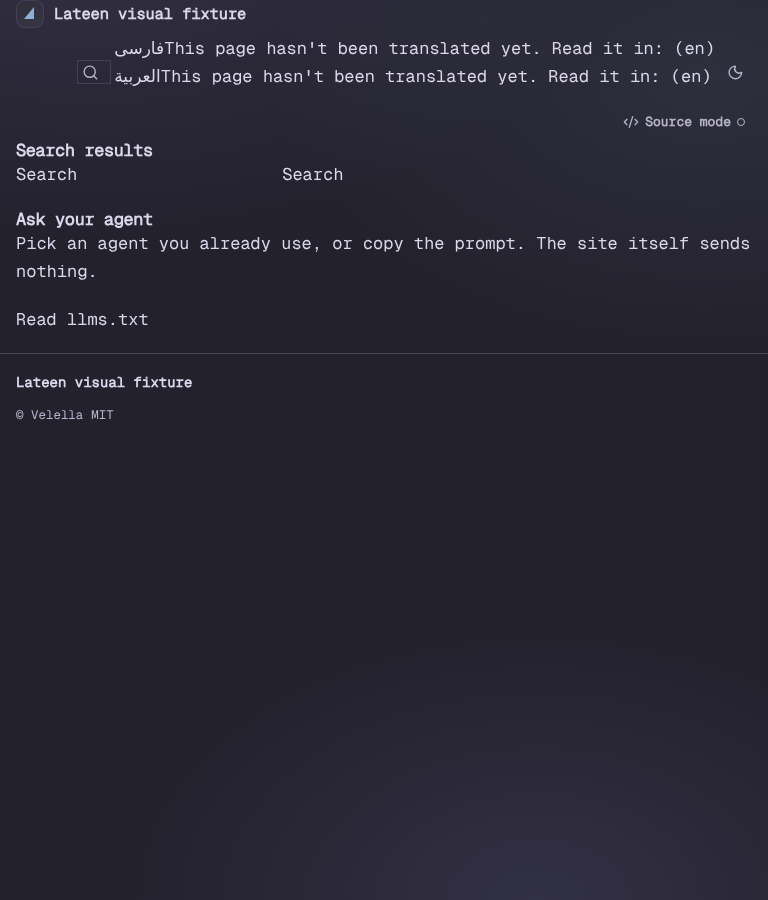 Lateen visual fixture
فارسیThis page hasn't been translated yet. Read it in: (en)
العربيةThis page hasn't been translated yet. Read it in: (en)
</> Source mode
Search results
Search Search
Ask your agent
Pick an agent you already use, or copy the prompt. The site itself sends
nothing.
Read llms.txt
Lateen visual fixture
© Velella MIT